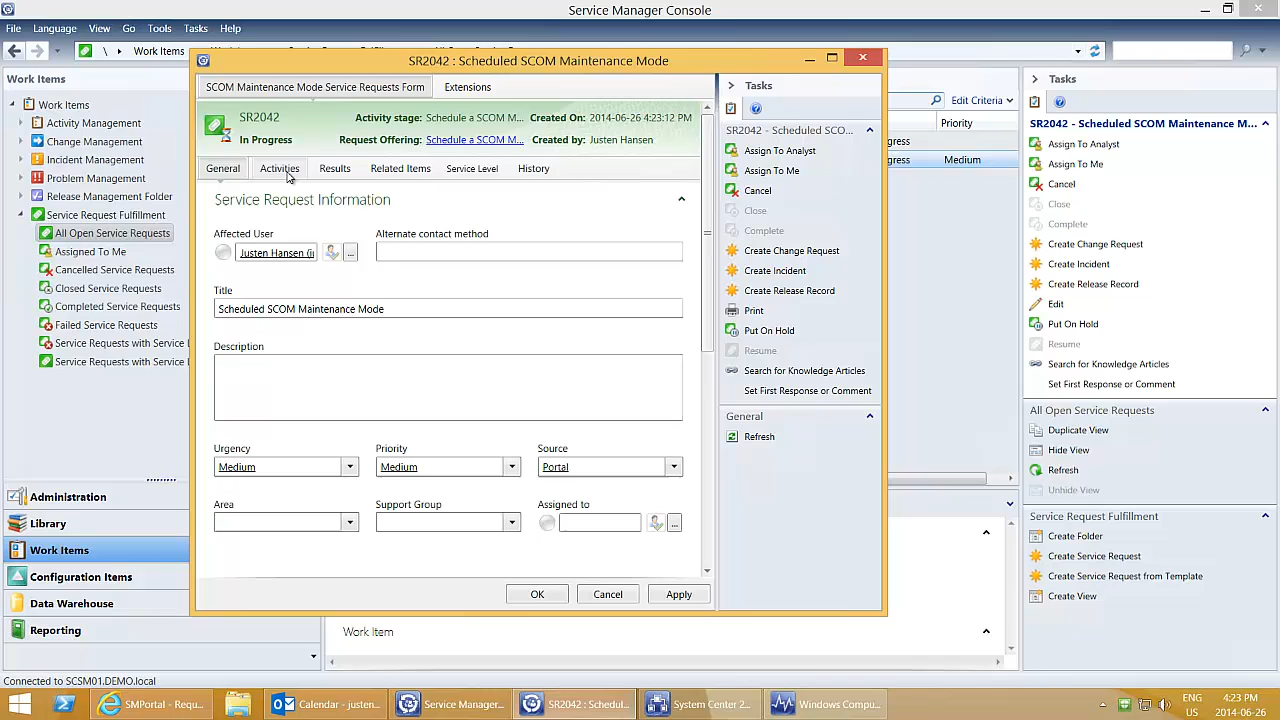 Service Manager Console
File Language View Go Tools Tasks Help
\ ▸ Work Items
Edit Criteria
Work Items
Work Items
Activity Management
Change Management
Incident Management
Problem Management
Release Management Folder
Service Request Fulfillment
All Open Service Requests
Assigned To Me
Cancelled Service Requests
Closed Service Requests
Completed Service Requests
Failed Service Requests
Service Requests with Service
Service Requests with Service
Administration
Library
Work Items
Configuration Items
Data Warehouse
Reporting
SR2042 : Scheduled SCOM Maintenance Mode
SCOM Maintenance Mode ServiceRequests Form Extensions
SR2042
In Progress
Activity stage: Schedule a SCOM M... Created On: 2014-06-26 4:23:12 PM
Request Offering: Schedule a SCOM M... Created by: Justen Hansen
General Activities Results Related Items Service Level History
Service Request Information
Affected User Alternate contact method
Justen Hansen (j ...
Title
Scheduled SCOM Maintenance Mode
Description
Urgency Priority Source
Medium Medium Portal
Area Support Group Assigned to
...
OK Cancel Apply
Tasks
SR2042 - Scheduled SCO...
Assign To Analyst
Assign To Me
Cancel
Close
Complete
Create Change Request
Create Incident
Create Release Record
Print
Put On Hold
Resume
Search for Knowledge Articles
Set First Response or Comment
General
Refresh
Priority
gress
gress Medium
Work Item
Tasks
SR2042 - Scheduled SCOM Maintenance M...
Assign To Analyst
Assign To Me
Cancel
Close
Complete
Create Change Request
Create Incident
Create Release Record
Edit
Put On Hold
Resume
Search for Knowledge Articles
Set First Response or Comment
All Open Service Requests
Duplicate View
Hide View
Refresh
Unhide View
Service Request Fulfillment
Create Folder
Create Service Request
Create Service Request from Template
Create View
Connected to SCSM01.DEMO.local
SMPortal - Requ... Calendar - justen... Service Manager... SR2042 : Schedul... System Center 2... Windows Compu...
ENG
US
4:23 PM
2014-06-26